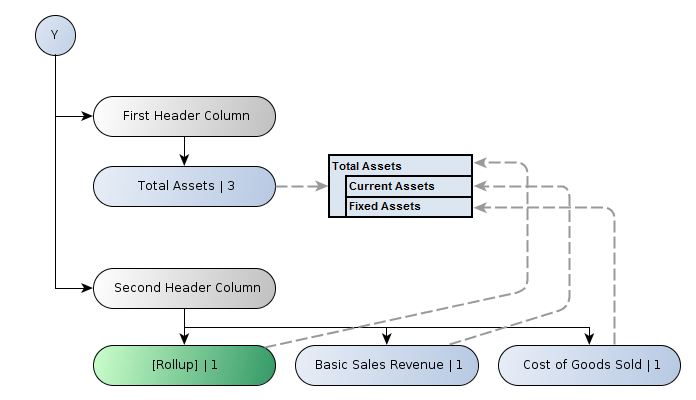 Y
First Header Column
Total Assets | 3
Total Assets
Current Assets
Fixed Assets
Second Header Column
[Rollup] | 1
Basic Sales Revenue | 1
Cost of Goods Sold | 1